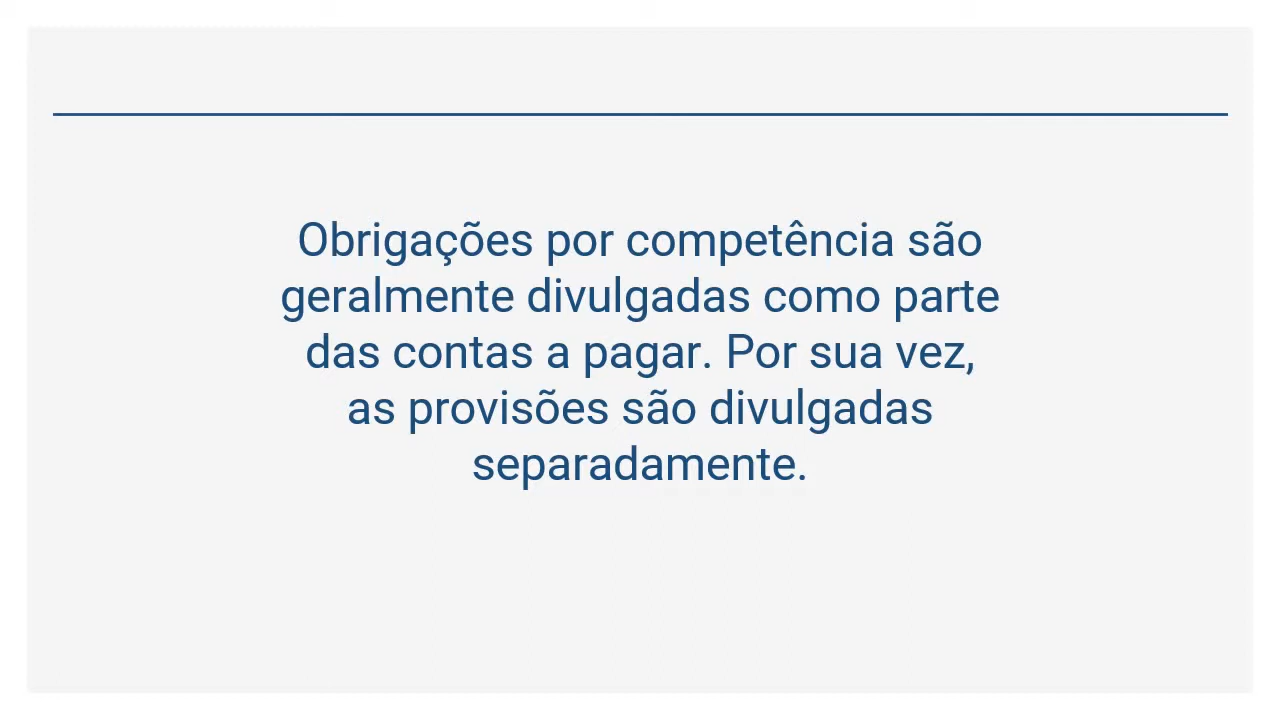 Obrigações por competência são
geralmente divulgadas como parte
das contas a pagar. Por sua vez,
as provisões são divulgadas
separadamente.